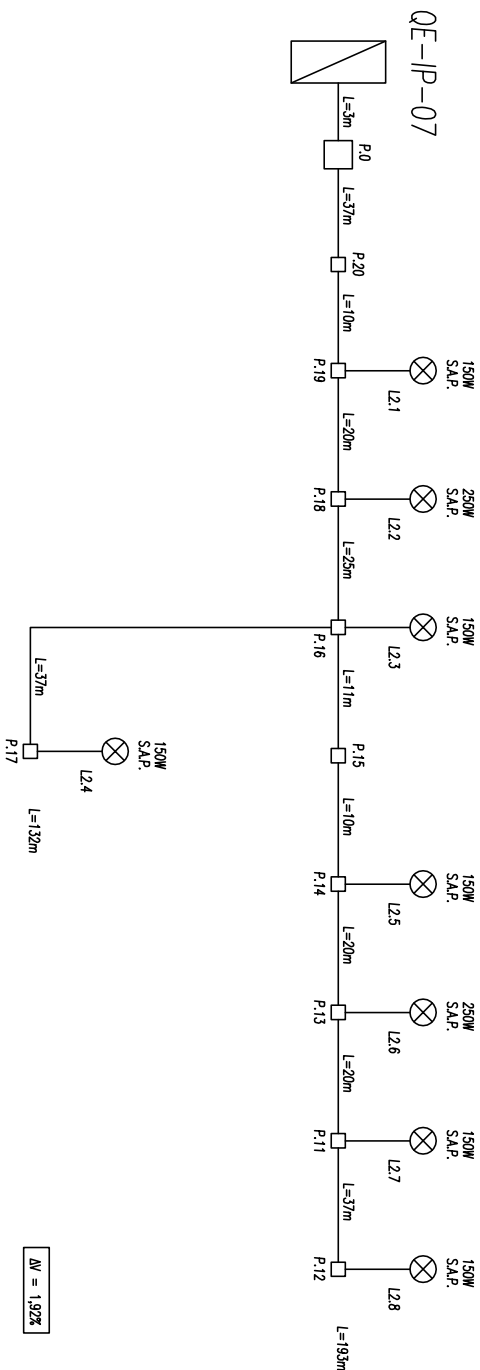 QE-IP-07
L=3m
P.0
L=37m
P.20
L=10m
150W
S.A.P.
L2.1
P.19
L=20m
250W
S.A.P.
L2.2
P.18
L=25m
150W
S.A.P.
L2.3
P.16
L=37m
150W
S.A.P.
L2.4
P.17
L=132m
L=11m
P.15
L=10m
150W
S.A.P.
L2.5
P.14
L=20m
250W
S.A.P.
L2.6
P.13
L=20m
150W
S.A.P.
L2.7
P.11
L=37m
150W
S.A.P.
L2.8
P.12
L=193m
ΔV = 1,92%